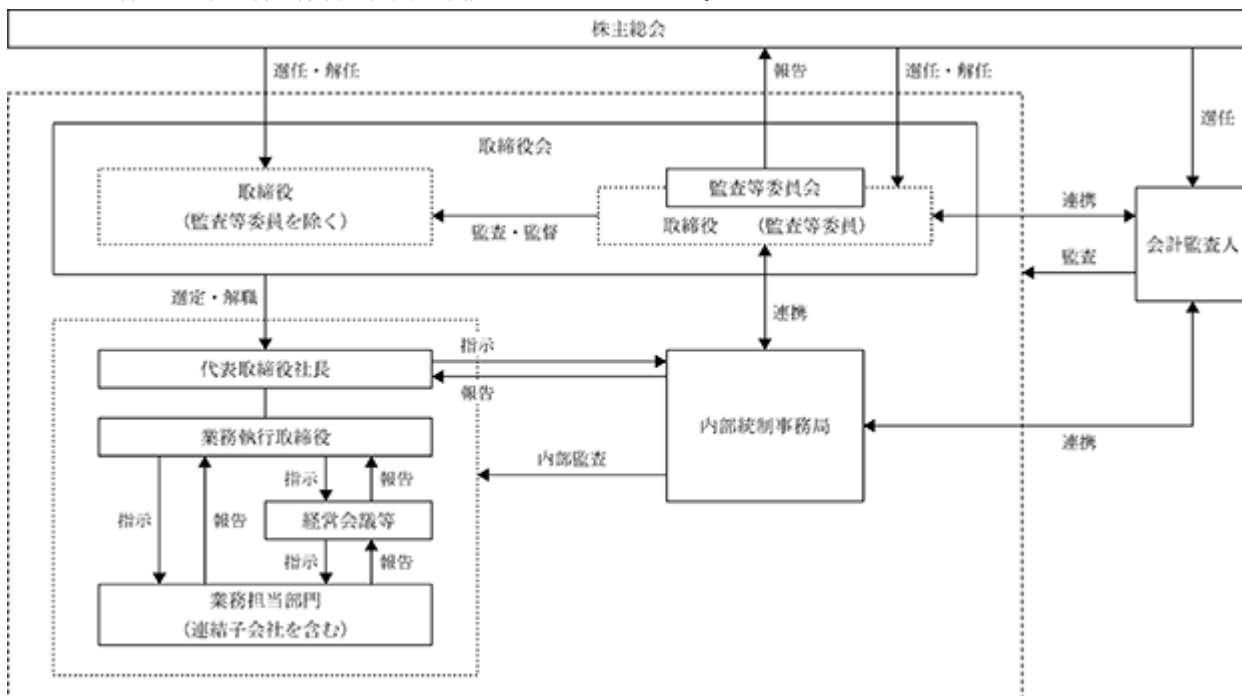 株主総会
選任・解任
報告
選任・解任
選任
取締役会
取締役
(監査等委員を除く)
監査等委員会
取締役 (監査等委員)
監査・監督
連携
会計監査人
監査
選定・解職
連携
代表取締役社長
指示
報告
内部統制事務局
業務執行取締役
連携
内部監査
指示
報告
指示
報告
経営会議等
指示
報告
業務担当部門
(連結子会社を含む)